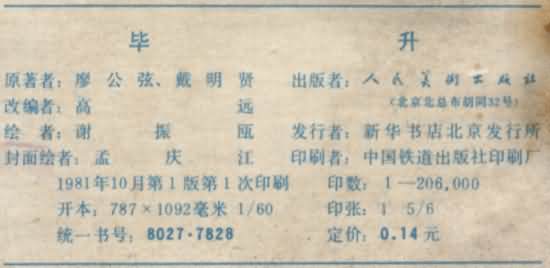 毕 升
原著者：廖公弦、戴明贤
改编者：高 远
绘 者：谢振瓯
封面绘者：孟庆江
1981年10月第1版第1次印刷
开本：787×1092毫米 1/60
统一书号：8027·7828
出版者：人民美术出版社
（北京北总布胡同32号）
发行者：新华书店北京发行所
印刷者：中国铁道出版社印刷厂
印数：1—206,000
印张：1 5/6
定价：0.14元